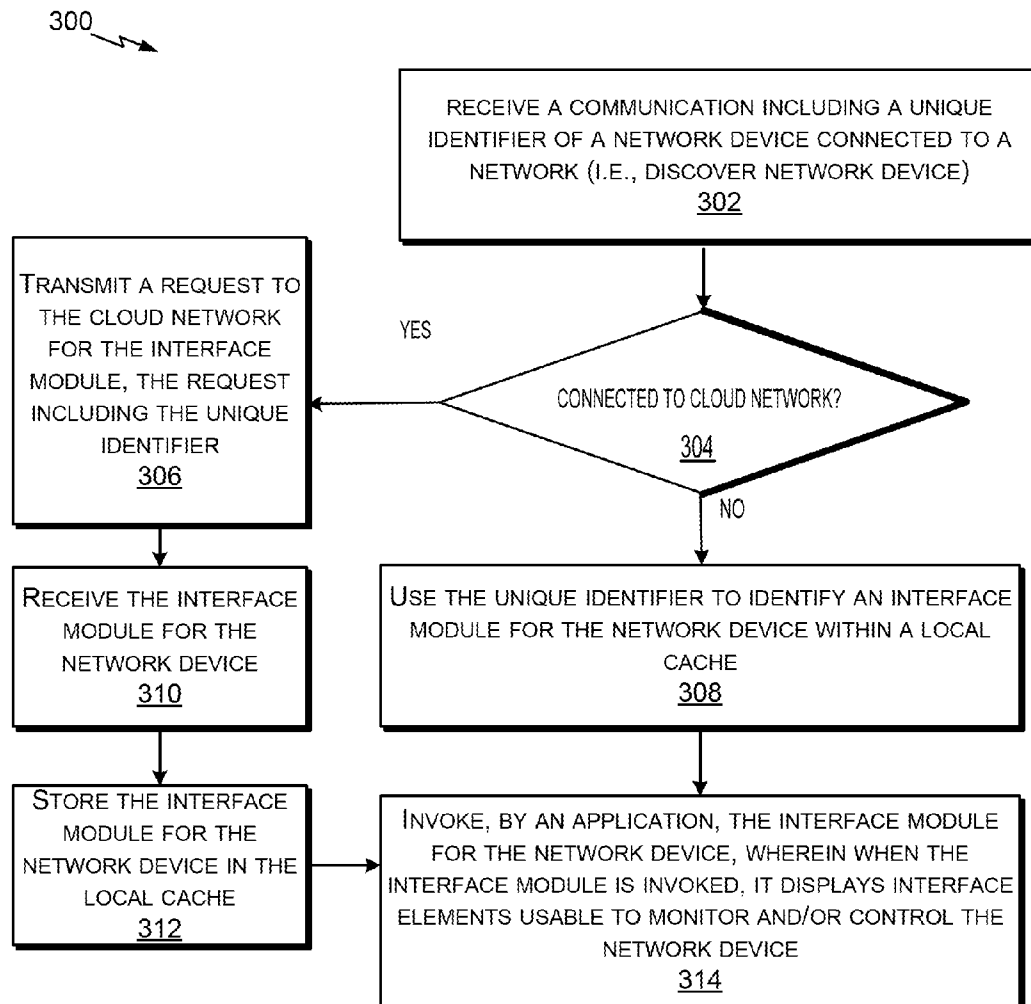 300
RECEIVE A COMMUNICATION INCLUDING A UNIQUE
IDENTIFIER OF A NETWORK DEVICE CONNECTED TO A
NETWORK (I.E., DISCOVER NETWORK DEVICE)
302
CONNECTED TO CLOUD NETWORK?
304
YES
NO
TRANSMIT A REQUEST TO
THE CLOUD NETWORK
FOR THE INTERFACE
MODULE, THE REQUEST
INCLUDING THE UNIQUE
IDENTIFIER
306
RECEIVE THE INTERFACE
MODULE FOR THE
NETWORK DEVICE
310
STORE THE INTERFACE
MODULE FOR THE
NETWORK DEVICE IN THE
LOCAL CACHE
312
USE THE UNIQUE IDENTIFIER TO IDENTIFY AN INTERFACE
MODULE FOR THE NETWORK DEVICE WITHIN A LOCAL
CACHE
308
INVOKE, BY AN APPLICATION, THE INTERFACE MODULE
FOR THE NETWORK DEVICE, WHEREIN WHEN THE
INTERFACE MODULE IS INVOKED, IT DISPLAYS INTERFACE
ELEMENTS USABLE TO MONITOR AND/OR CONTROL THE
NETWORK DEVICE
314